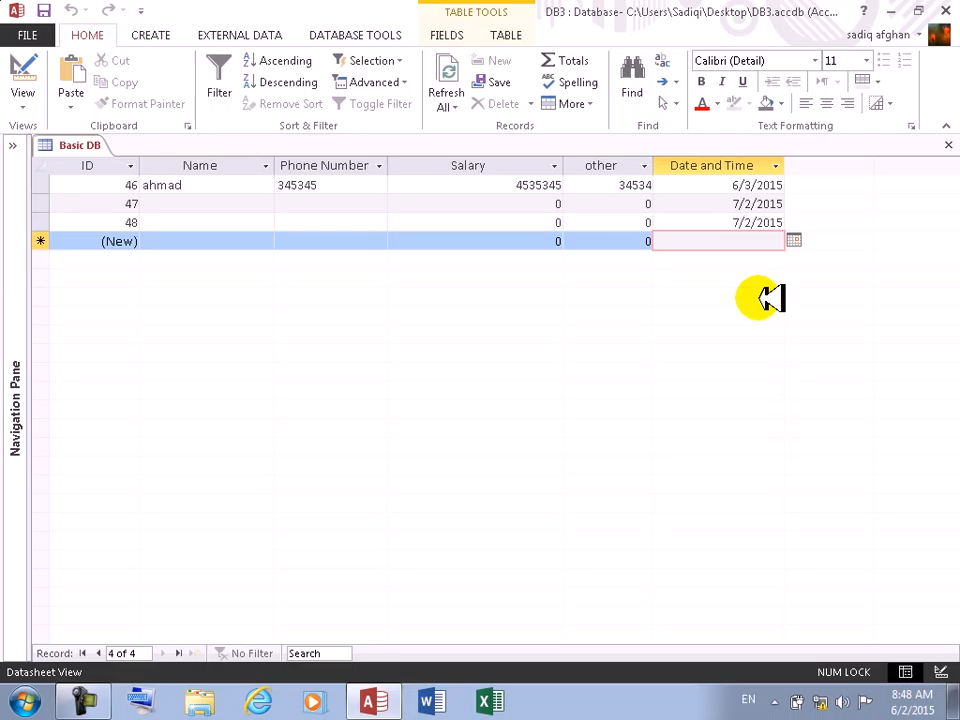 TABLE TOOLS
DB3 : Database- C:\Users\Sadiqi\Desktop\DB3.accdb (Acc...
FILE HOME CREATE EXTERNAL DATA DATABASE TOOLS FIELDS TABLE sadiq afghan
View
Views
Paste
Cut
Copy
Format Painter
Clipboard
Filter
Ascending
Descending
Remove Sort
Selection
Advanced
Toggle Filter
Sort & Filter
Refresh
All
New
Save
Delete
Totals
Spelling
More
Records
Find
Find
Calibri (Detail) 11
B I U
A
Text Formatting
Basic DB
ID Name Phone Number Salary other Date and Time
46 ahmad 345345 4535345 34534 6/3/2015
47 0 0 7/2/2015
48 0 0 7/2/2015
(New) 0 0
Navigation Pane
Record: 4 of 4 No Filter Search
Datasheet View NUM LOCK
EN 8:48 AM
6/2/2015